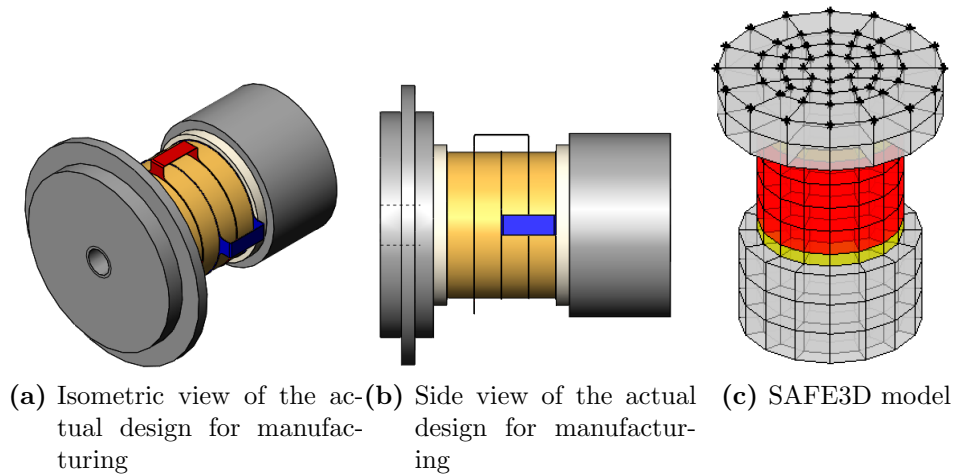 (a) Isometric view of the ac-
tual design for manufac-
turing
(b) Side view of the actual
design for manufactur-
ing
(c) SAFE3D model